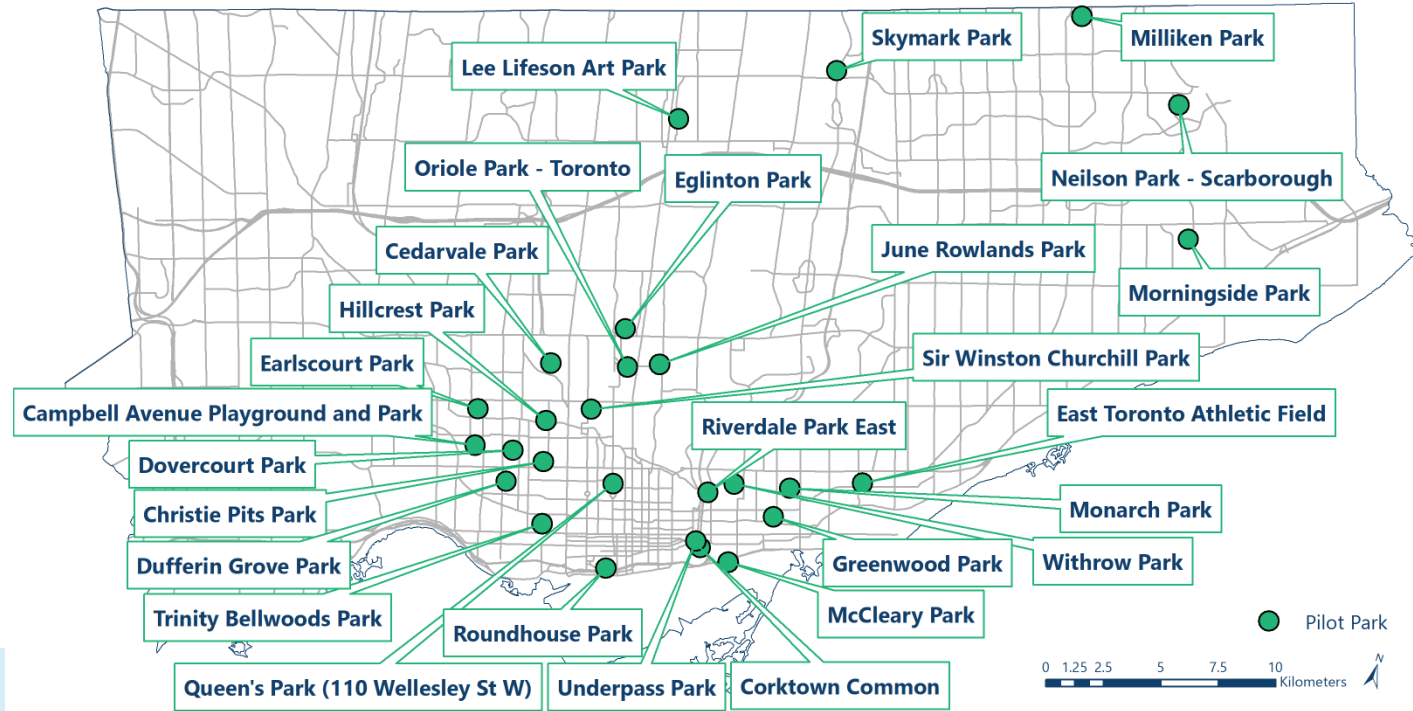 Skymark Park
Milliken Park
Lee Lifeson Art Park
Oriole Park - Toronto
Eglinton Park
Neilson Park - Scarborough
Cedarvale Park
June Rowlands Park
Hillcrest Park
Morningside Park
Earlscourt Park
Sir Winston Churchill Park
Campbell Avenue Playground and Park
Riverdale Park East
East Toronto Athletic Field
Dovercourt Park
Christie Pits Park
Monarch Park
Dufferin Grove Park
Greenwood Park
Withrow Park
Trinity Bellwoods Park
Roundhouse Park
McCleary Park
Pilot Park
Queen's Park (110 Wellesley St W)
Underpass Park
Corktown Common
0 1.25 2.5 5 7.5 10
Kilometers
N